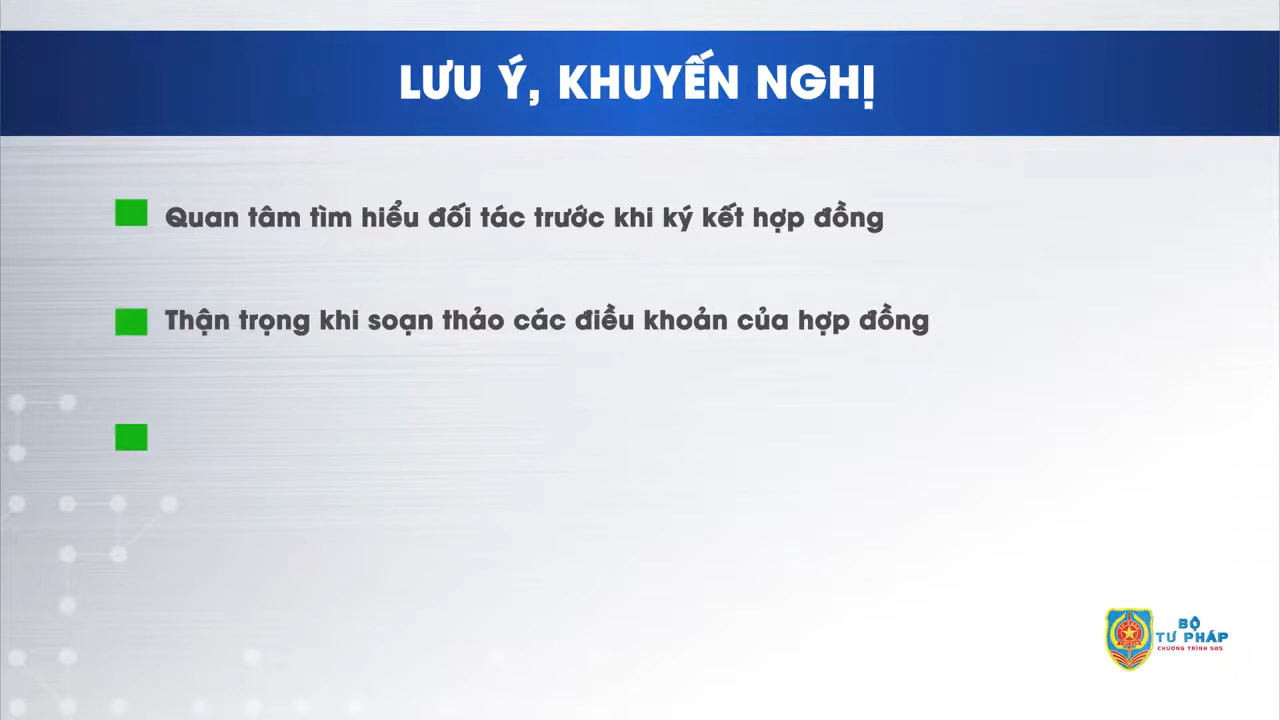 LƯU Ý, KHUYẾN NGHỊ
Quan tâm tìm hiểu đối tác trước khi ký kết hợp đồng
Thận trọng khi soạn thảo các điều khoản của hợp đồng
BỘ
TƯ PHÁP
CHƯƠNG TRÌNH 585